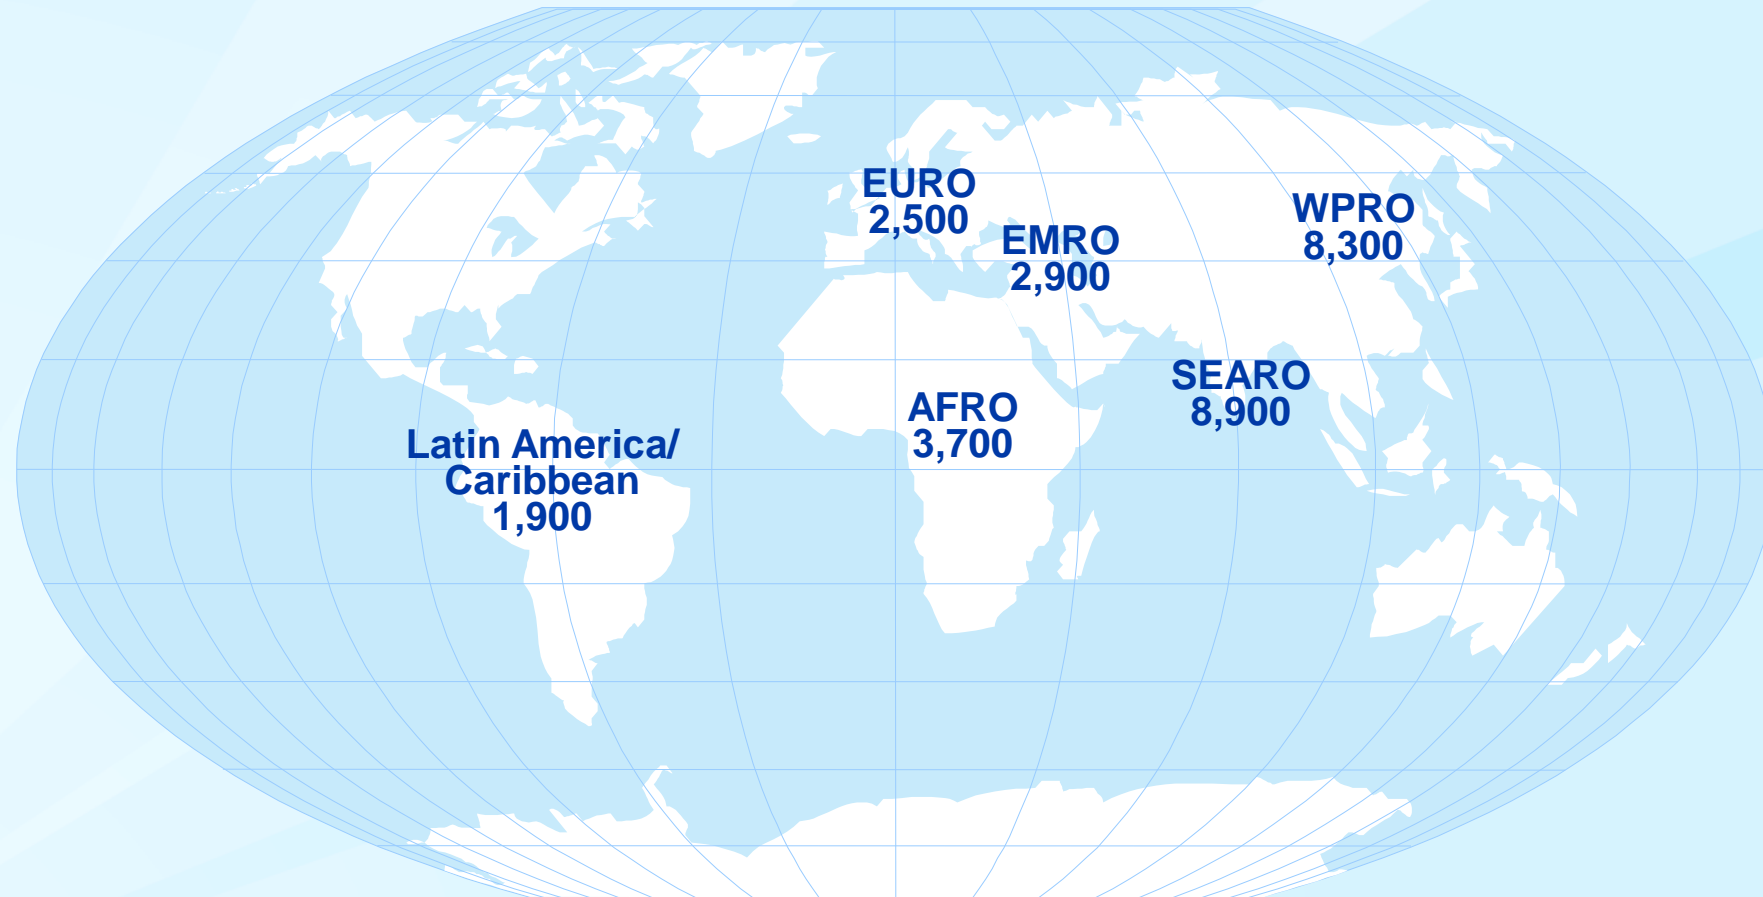 EURO
2,500
EMRO
2,900
WPRO
8,300
SEARO
8,900
AFRO
3,700
Latin America/
Caribbean
1,900